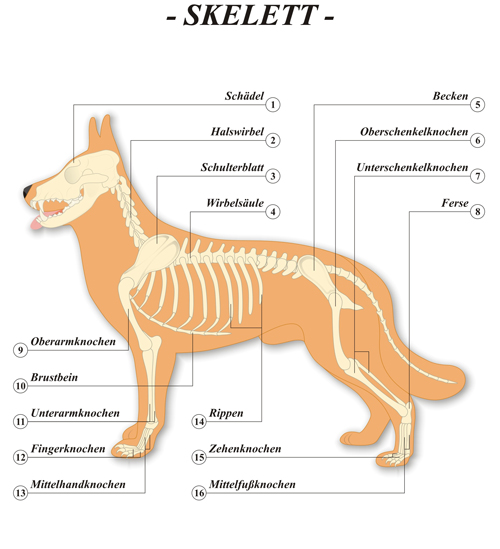 - SKELETT -
Schädel 1
Becken 5
Halswirbel 2
Oberschenkelknochen 6
Schulterblatt 3
Unterschenkelknochen 7
Wirbelsäule 4
Ferse 8
9 Oberarmknochen
10 Brustbein
11 Unterarmknochen
14 Rippen
12 Fingerknochen
15 Zehenknochen
13 Mittelhandknochen
16 Mittelfußknochen